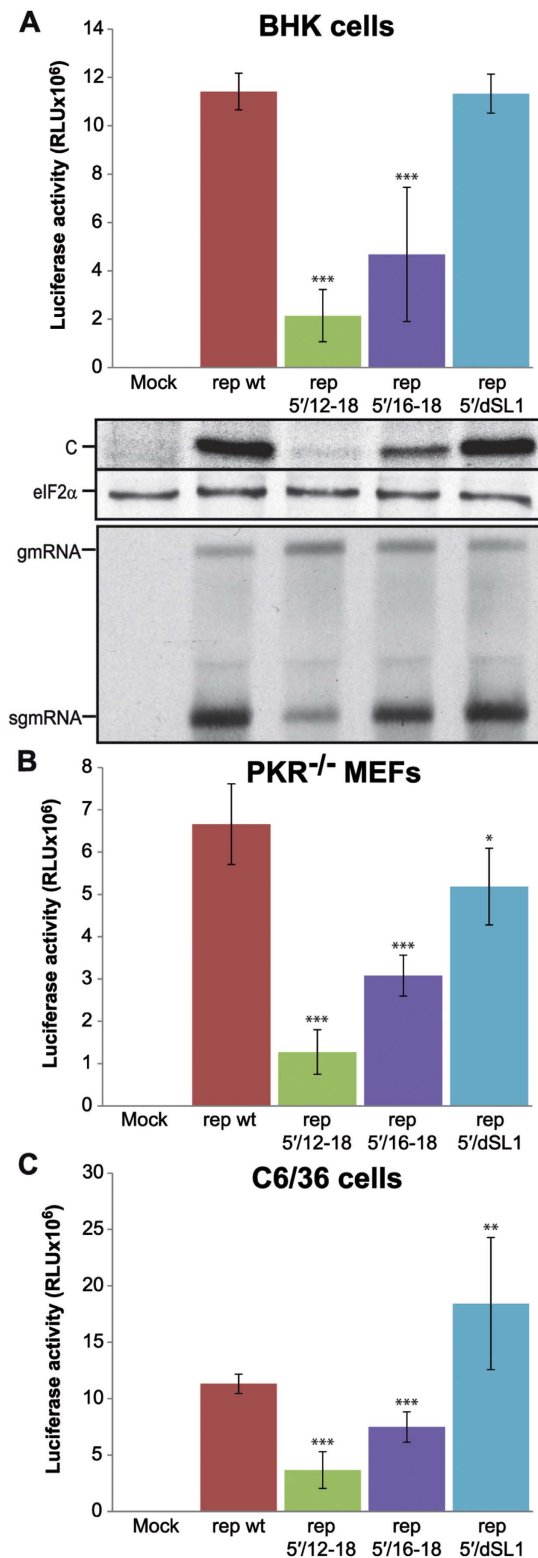 A
BHK cells
Luciferase activity (RLUx10⁶)
14
12
10
8
6
4
2
0
***
***
Mock
rep wt
rep
5′/12-18
rep
5′/16-18
rep
5′/dSL1
C
eIF2α
gmRNA
sgmRNA
B
PKR⁻/⁻ MEFs
Luciferase activity (RLUx10⁶)
8
7
6
5
4
3
2
1
0
***
***
*
Mock
rep wt
rep
5′/12-18
rep
5′/16-18
rep
5′/dSL1
C
C6/36 cells
Luciferase activity (RLUx10⁶)
30
25
20
15
10
5
0
***
***
**
Mock
rep wt
rep
5′/12-18
rep
5′/16-18
rep
5′/dSL1